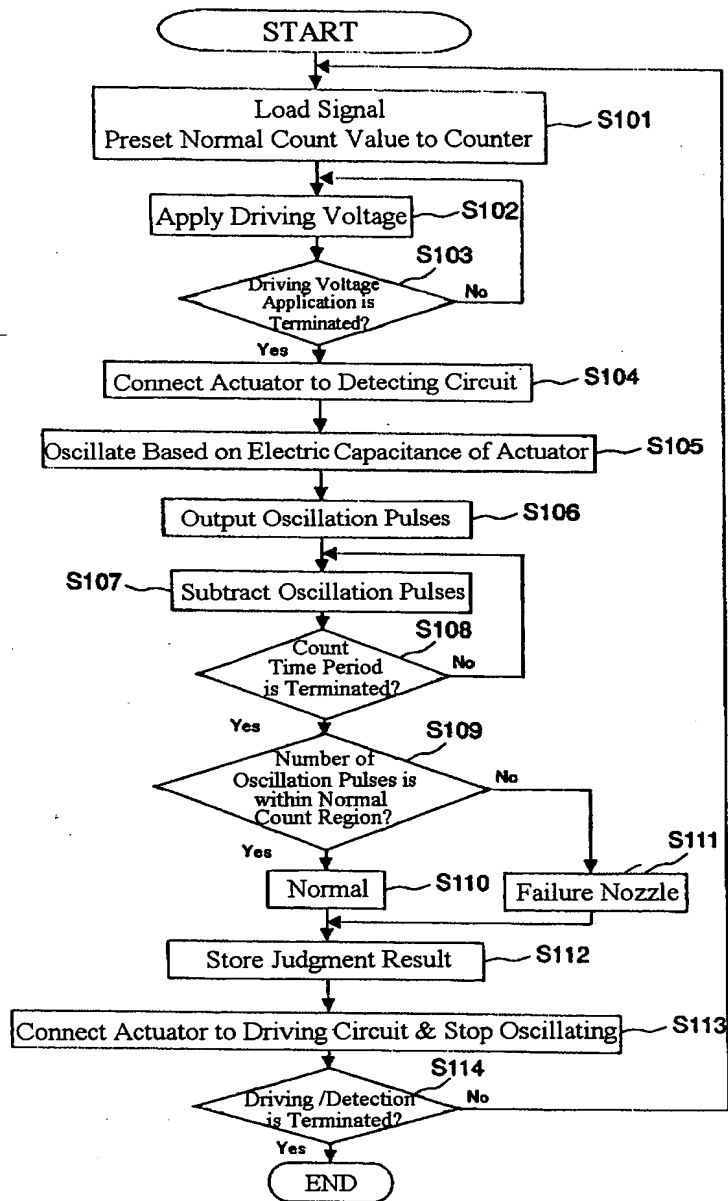 START
Load Signal
Preset Normal Count Value to Counter
S101
Apply Driving Voltage
S102
S103
Driving Voltage
Application is
Terminated?
No
Yes
Connect Actuator to Detecting Circuit
S104
Oscillate Based on Electric Capacitance of Actuator
S105
Output Oscillation Pulses
S106
S107
Subtract Oscillation Pulses
S108
Count
Time Period
is Terminated?
No
Yes
S109
Number of
Oscillation Pulses is
within Normal
Count Region?
No
Yes
Normal
S110
S111
Failure Nozzle
Store Judgment Result
S112
Connect Actuator to Driving Circuit & Stop Oscillating
S113
S114
Driving /Detection
is Terminated?
No
Yes
END